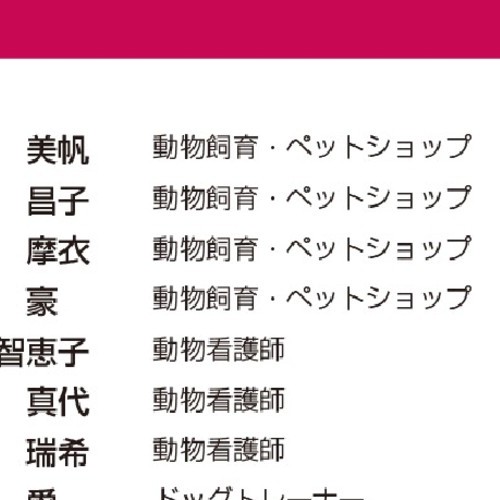 美帆 動物飼育・ペットショップ
昌子 動物飼育・ペットショップ
摩衣 動物飼育・ペットショップ
豪 動物飼育・ペットショップ
智恵子 動物看護師
真代 動物看護師
瑞希 動物看護師
愛 ドッグトレーナー